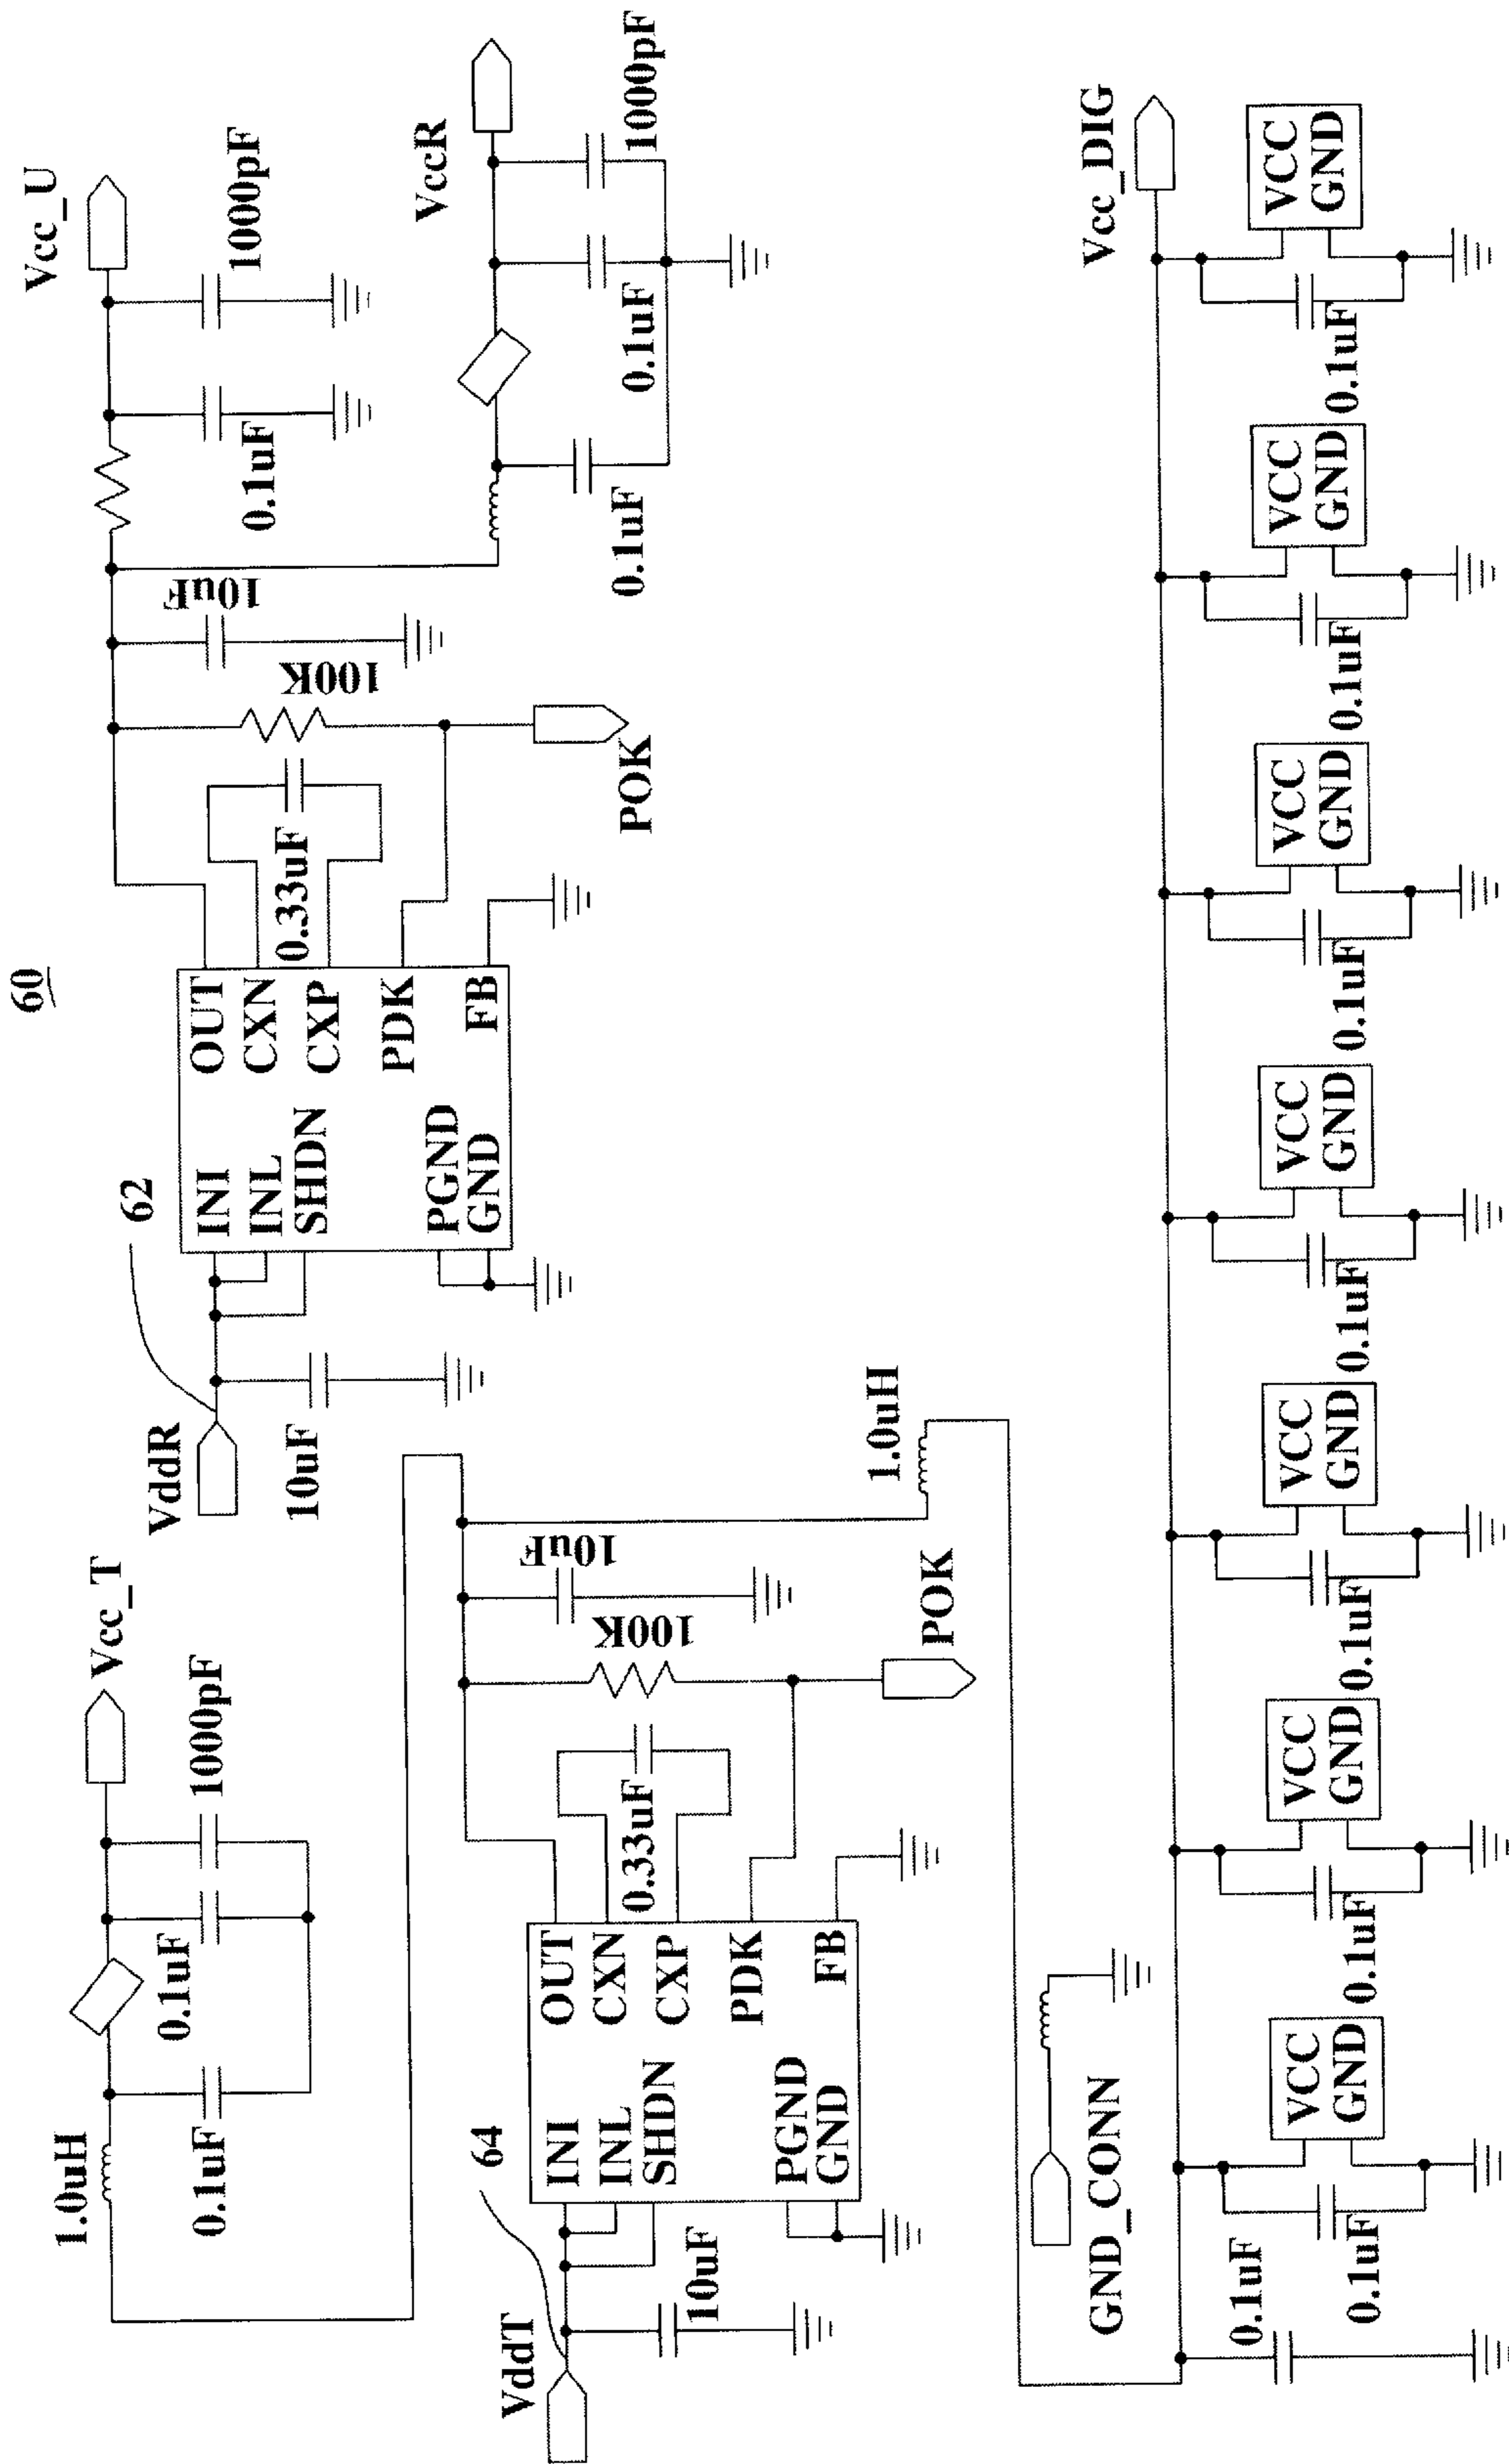 60
1.0uH
0.1uF
0.1uF
1000pF
Vcc_T
VddR
62
10uF
INI
INL
SHDN
PGND
GND
OUT
CXN
CXP
PDK
FB
0.33uF
100K
POK
10uF
0.1uF
1000pF
Vcc_U
0.1uF
0.1uF
1000pF
VccR
VddT
64
10uF
INI
INL
SHDN
PGND
GND
OUT
CXN
CXP
PDK
FB
0.33uF
100K
POK
10uF
1.0uH
GND_CONN
Vcc_DIG
0.1uF
0.1uF
VCC
GND
0.1uF
VCC
GND
0.1uF
VCC
GND
0.1uF
VCC
GND
0.1uF
VCC
GND
0.1uF
VCC
GND
0.1uF
VCC
GND